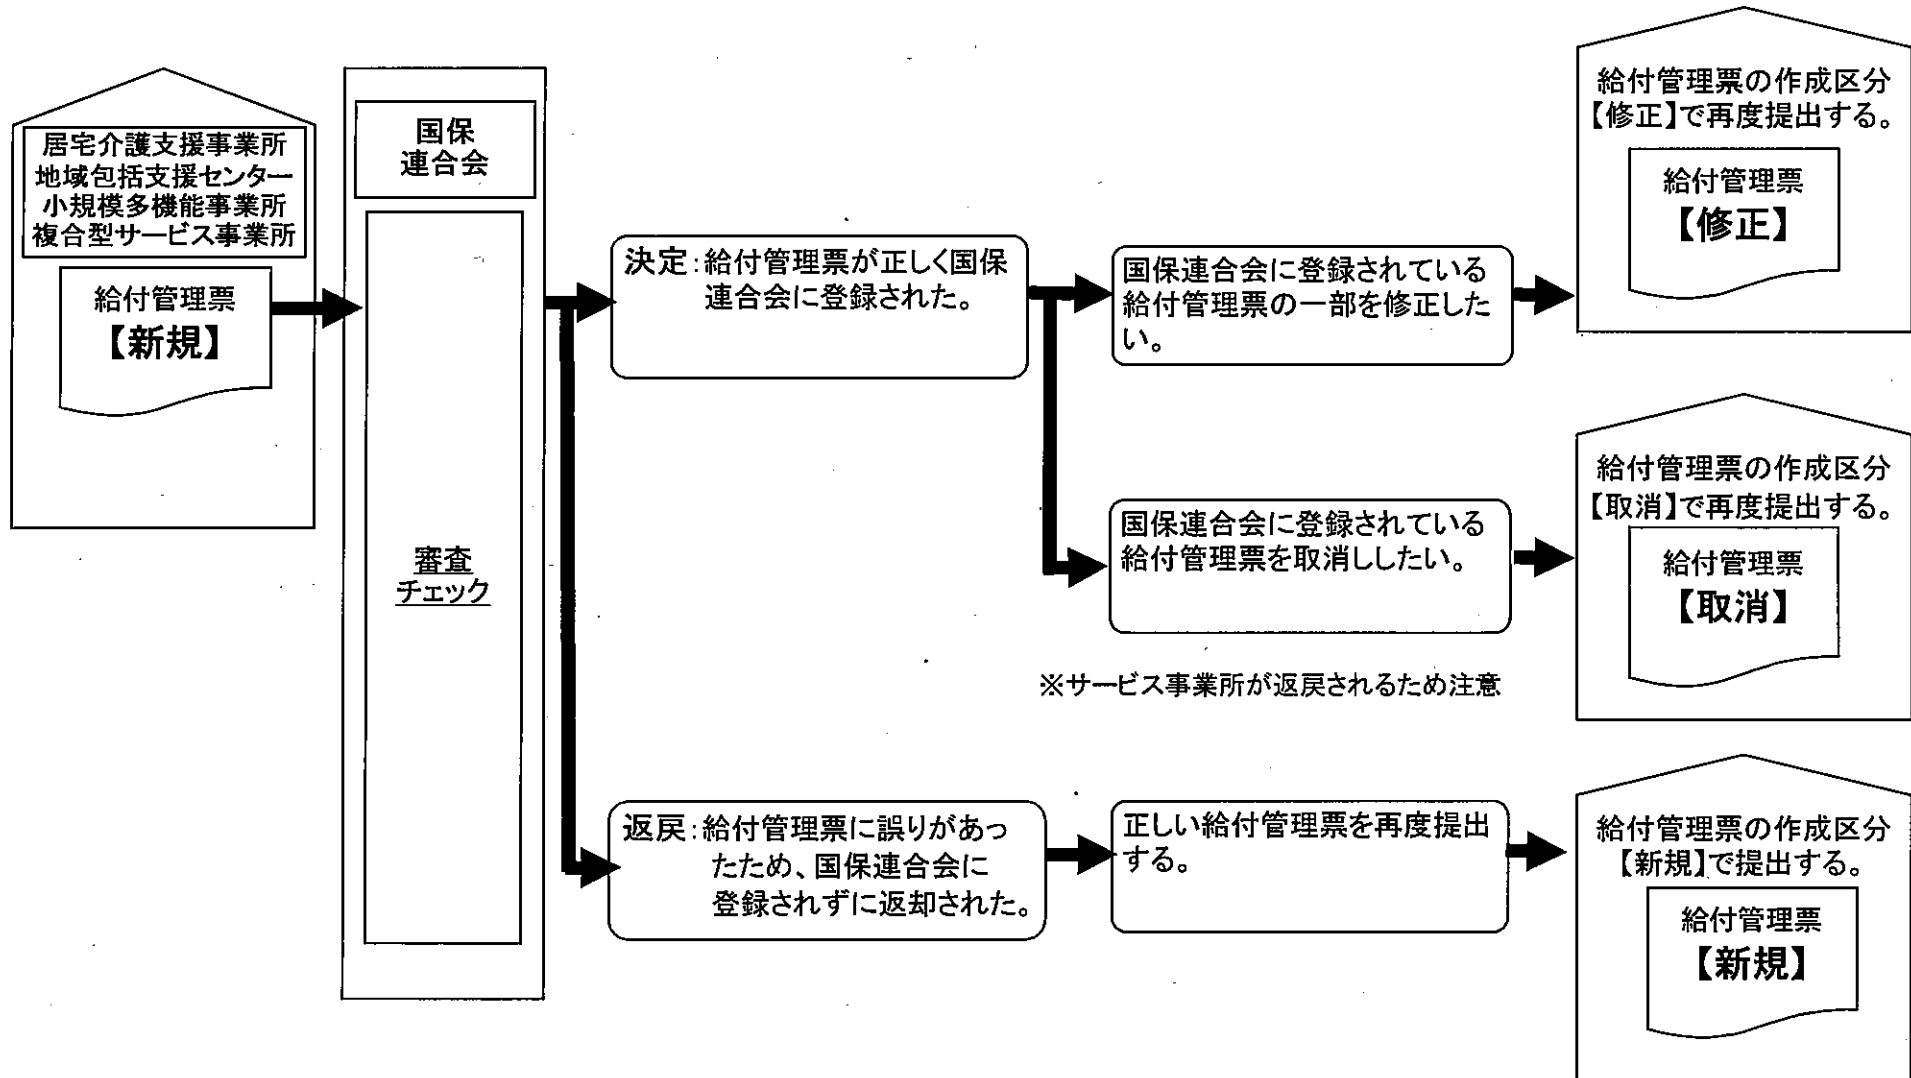 居宅介護支援事業所
地域包括支援センター
小規模多機能事業所
複合型サービス事業所
給付管理票
【新規】
国保
連合会
審査
チェック
決定:給付管理票が正しく国保
連合会に登録された。
国保連合会に登録されている
給付管理票の一部を修正した
い。
給付管理票の作成区分
【修正】で再度提出する。
給付管理票
【修正】
国保連合会に登録されている
給付管理票を取消ししたい。
※サービス事業所が返戻されるため注意
給付管理票の作成区分
【取消】で再度提出する。
給付管理票
【取消】
返戻:給付管理票に誤りがあっ
たため、国保連合会に
登録されずに返却された。
正しい給付管理票を再度提出
する。
給付管理票の作成区分
【新規】で提出する。
給付管理票
【新規】